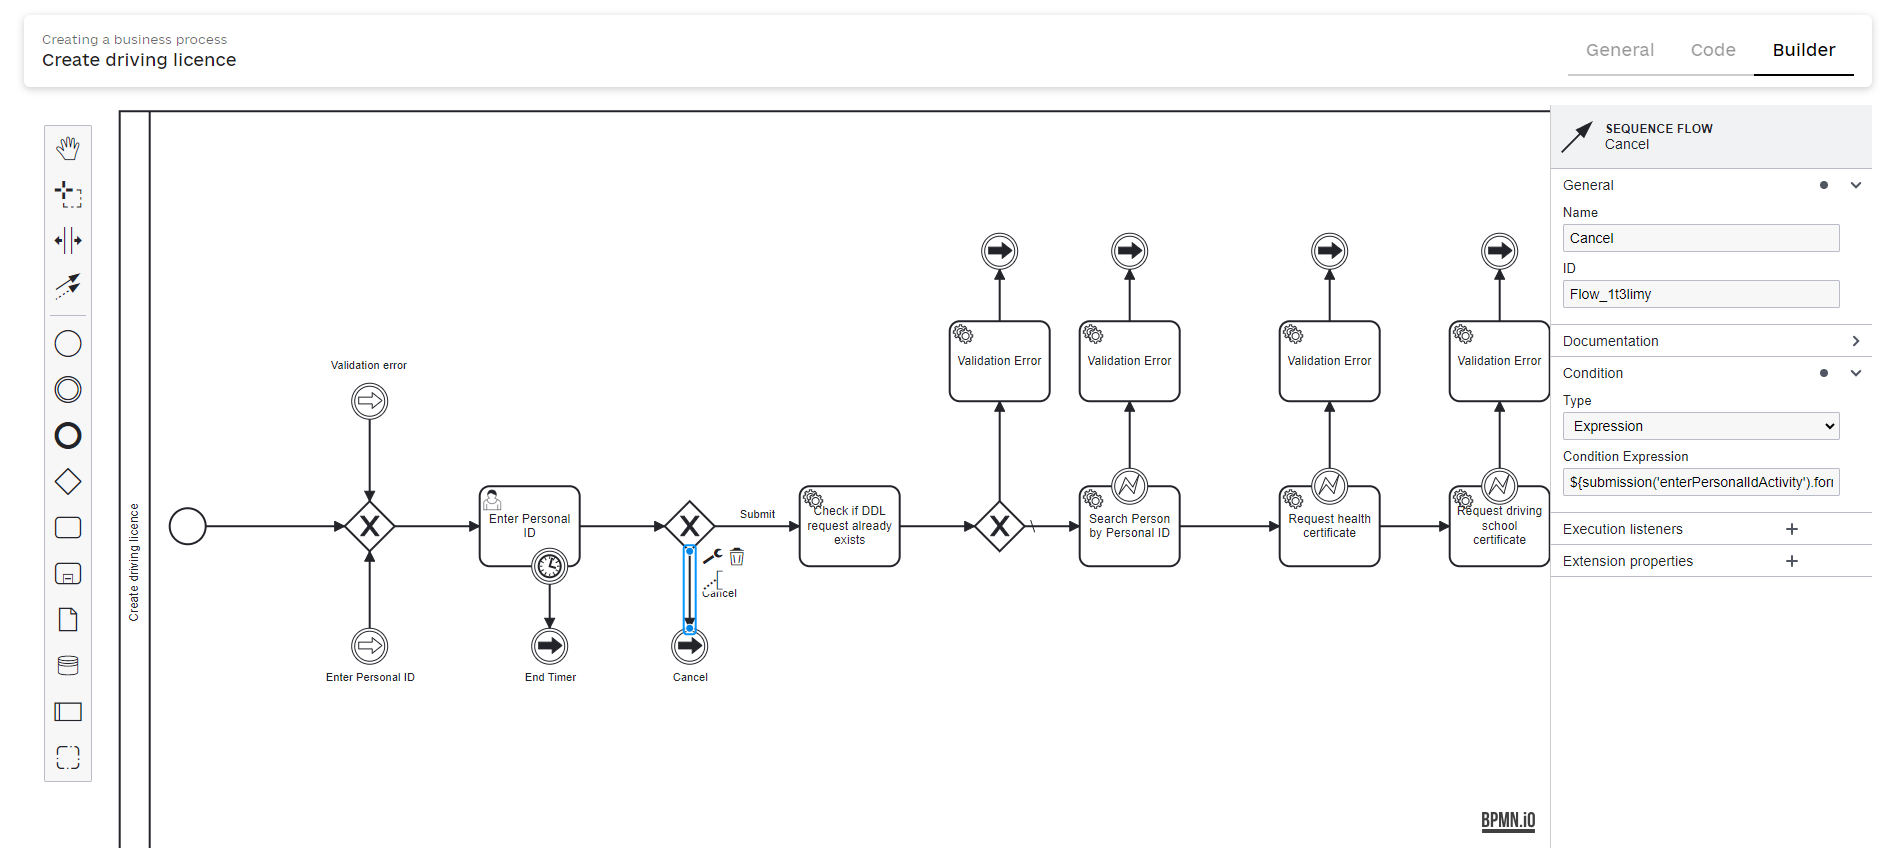 Creating a business process
Create driving licence
General
Code
Builder
SEQUENCE FLOW
Cancel
General
Name
Cancel
ID
Flow_1t3limy
Documentation
Condition
Type
Expression
Condition Expression
${submission('enterPersonalIdActivity').forr
Execution listeners
Extension properties
Create driving licence
Validation error
Enter Personal ID
Enter Personal
ID
End Timer
Submit
Cancel
Cancel
Check if DDL
request already
exists
Validation Error
Validation Error
Validation Error
Validation Error
Search Person
by Personal ID
Request health
certificate
Request driving
school
certificate
BPMN.iO